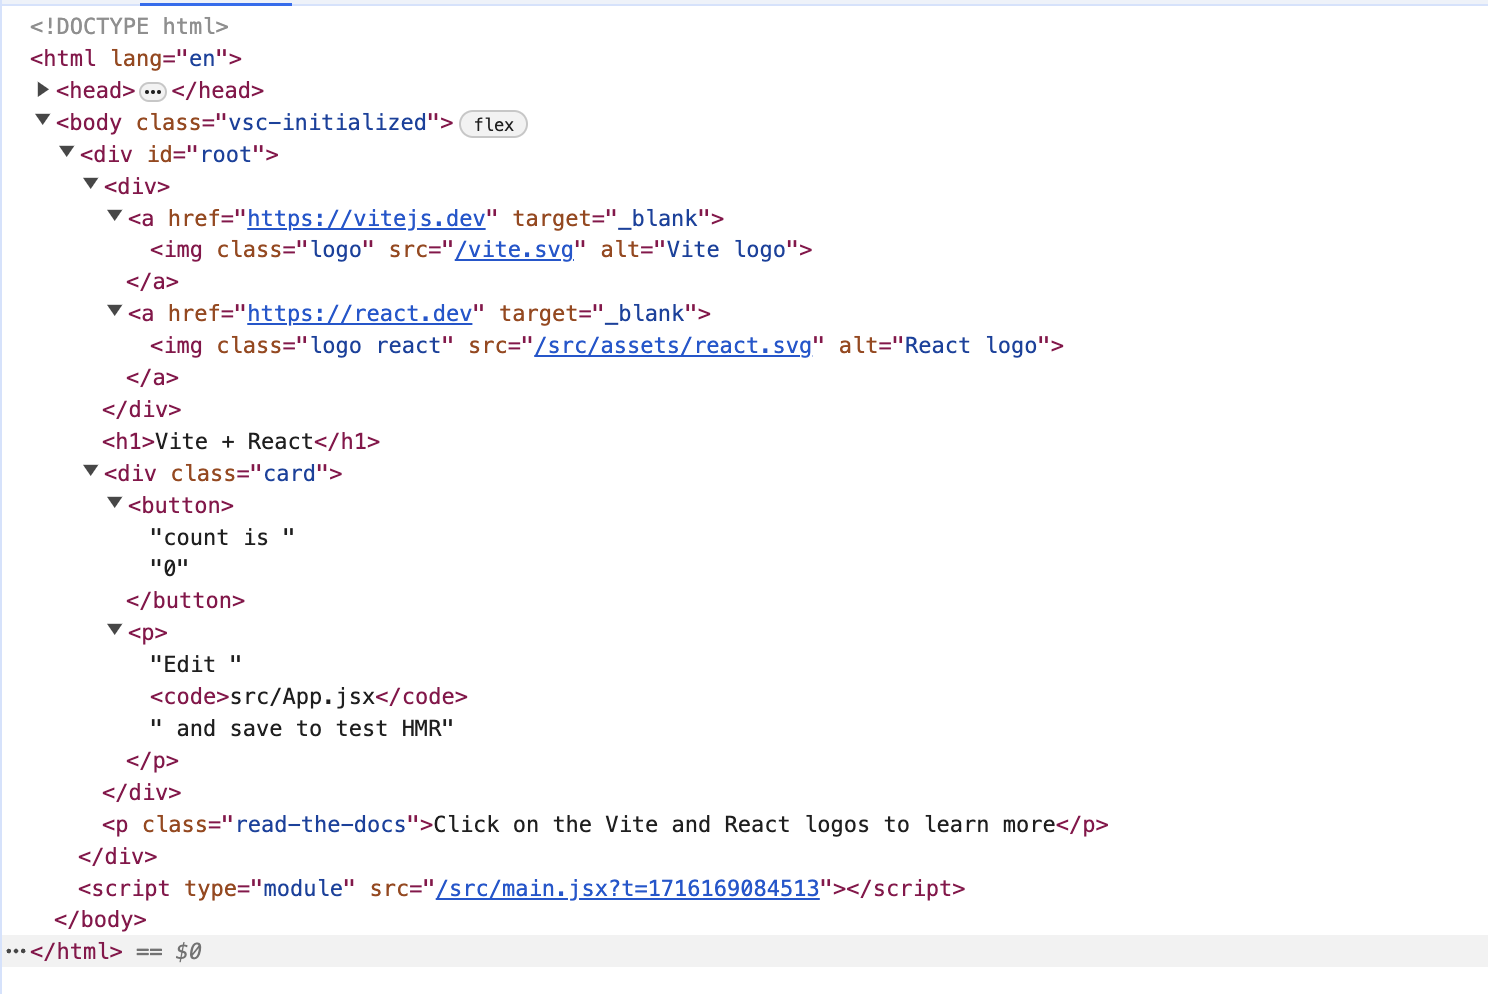 <!DOCTYPE html>
<html lang="en">
<head>•••</head>
<body class="vsc-initialized"> flex
<div id="root">
<div>
<a href="https://vitejs.dev" target="_blank">
<img class="logo" src="/vite.svg" alt="Vite logo">
</a>
<a href="https://react.dev" target="_blank">
<img class="logo react" src="/src/assets/react.svg" alt="React logo">
</a>
</div>
<h1>Vite + React</h1>
<div class="card">
<button>
"count is "
"0"
</button>
<p>
"Edit "
<code>src/App.jsx</code>
" and save to test HMR"
</p>
</div>
<p class="read-the-docs">Click on the Vite and React logos to learn more</p>
</div>
<script type="module" src="/src/main.jsx?t=1716169084513"></script>
</body>
•••</html> == $0